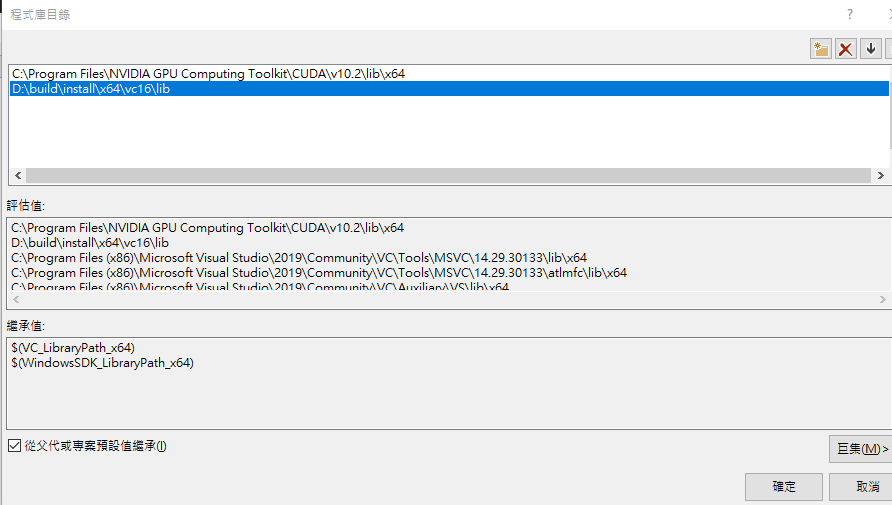 程式庫目錄
?
C:\Program Files\NVIDIA GPU Computing Toolkit\CUDA\v10.2\lib\x64
D:\build\install\x64\vc16\lib
評估值:
C:\Program Files\NVIDIA GPU Computing Toolkit\CUDA\v10.2\lib\x64
D:\build\install\x64\vc16\lib
C:\Program Files (x86)\Microsoft Visual Studio\2019\Community\VC\Tools\MSVC\14.29.30133\lib\x64
C:\Program Files (x86)\Microsoft Visual Studio\2019\Community\VC\Tools\MSVC\14.29.30133\atlmfc\lib\x64
C:\Program Files (x86)\Microsoft Visual Studio\2019\Community\VC\Auxiliary\VS\lib\x64
繼承值:
$(VC_LibraryPath_x64)
$(WindowsSDK_LibraryPath_x64)
從父代或專案預設值繼承(I)
巨集(M)>
確定
取消